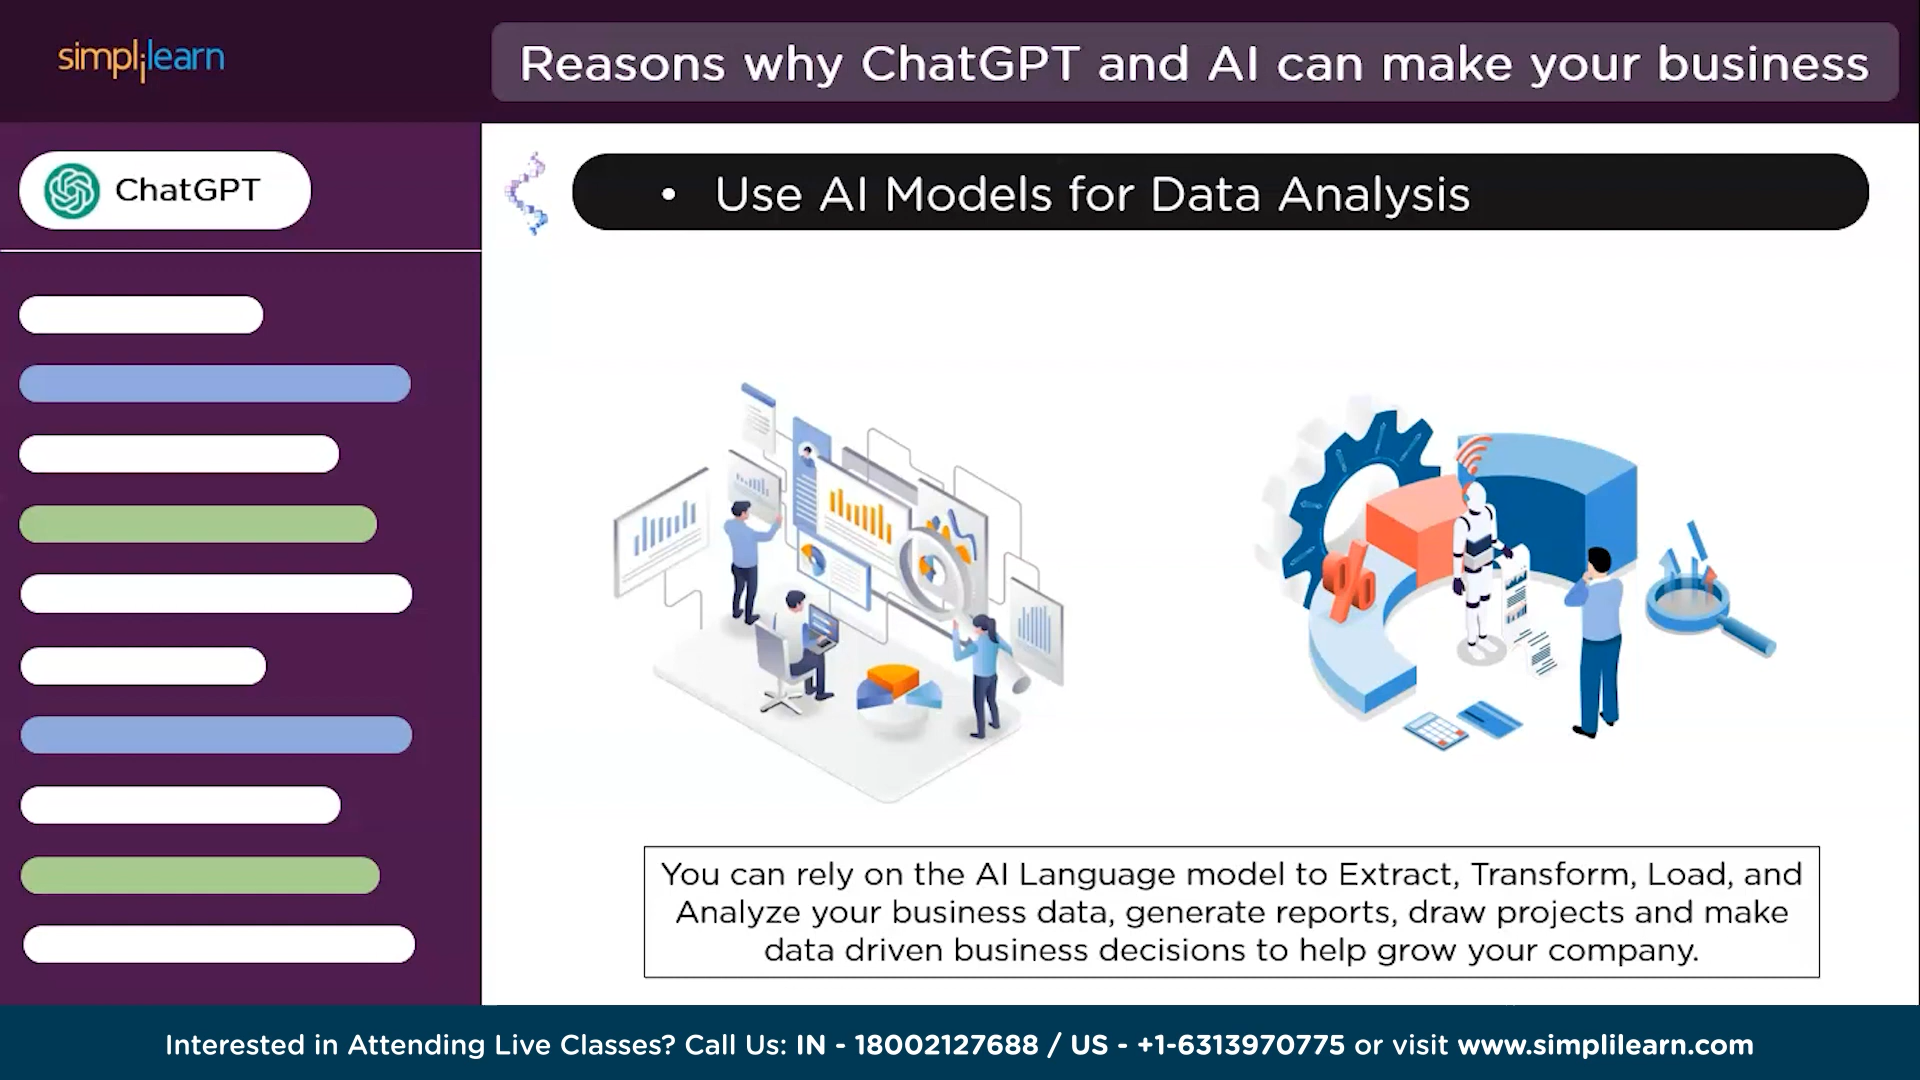 simplilearn
Reasons why ChatGPT and AI can make your business
ChatGPT
• Use AI Models for Data Analysis
%
You can rely on the AI Language model to Extract, Transform, Load, and
Analyze your business data, generate reports, draw projects and make
data driven business decisions to help grow your company.
Interested in Attending Live Classes? Call Us: IN - 18002127688 / US - +1-6313970775 or visit www.simplilearn.com